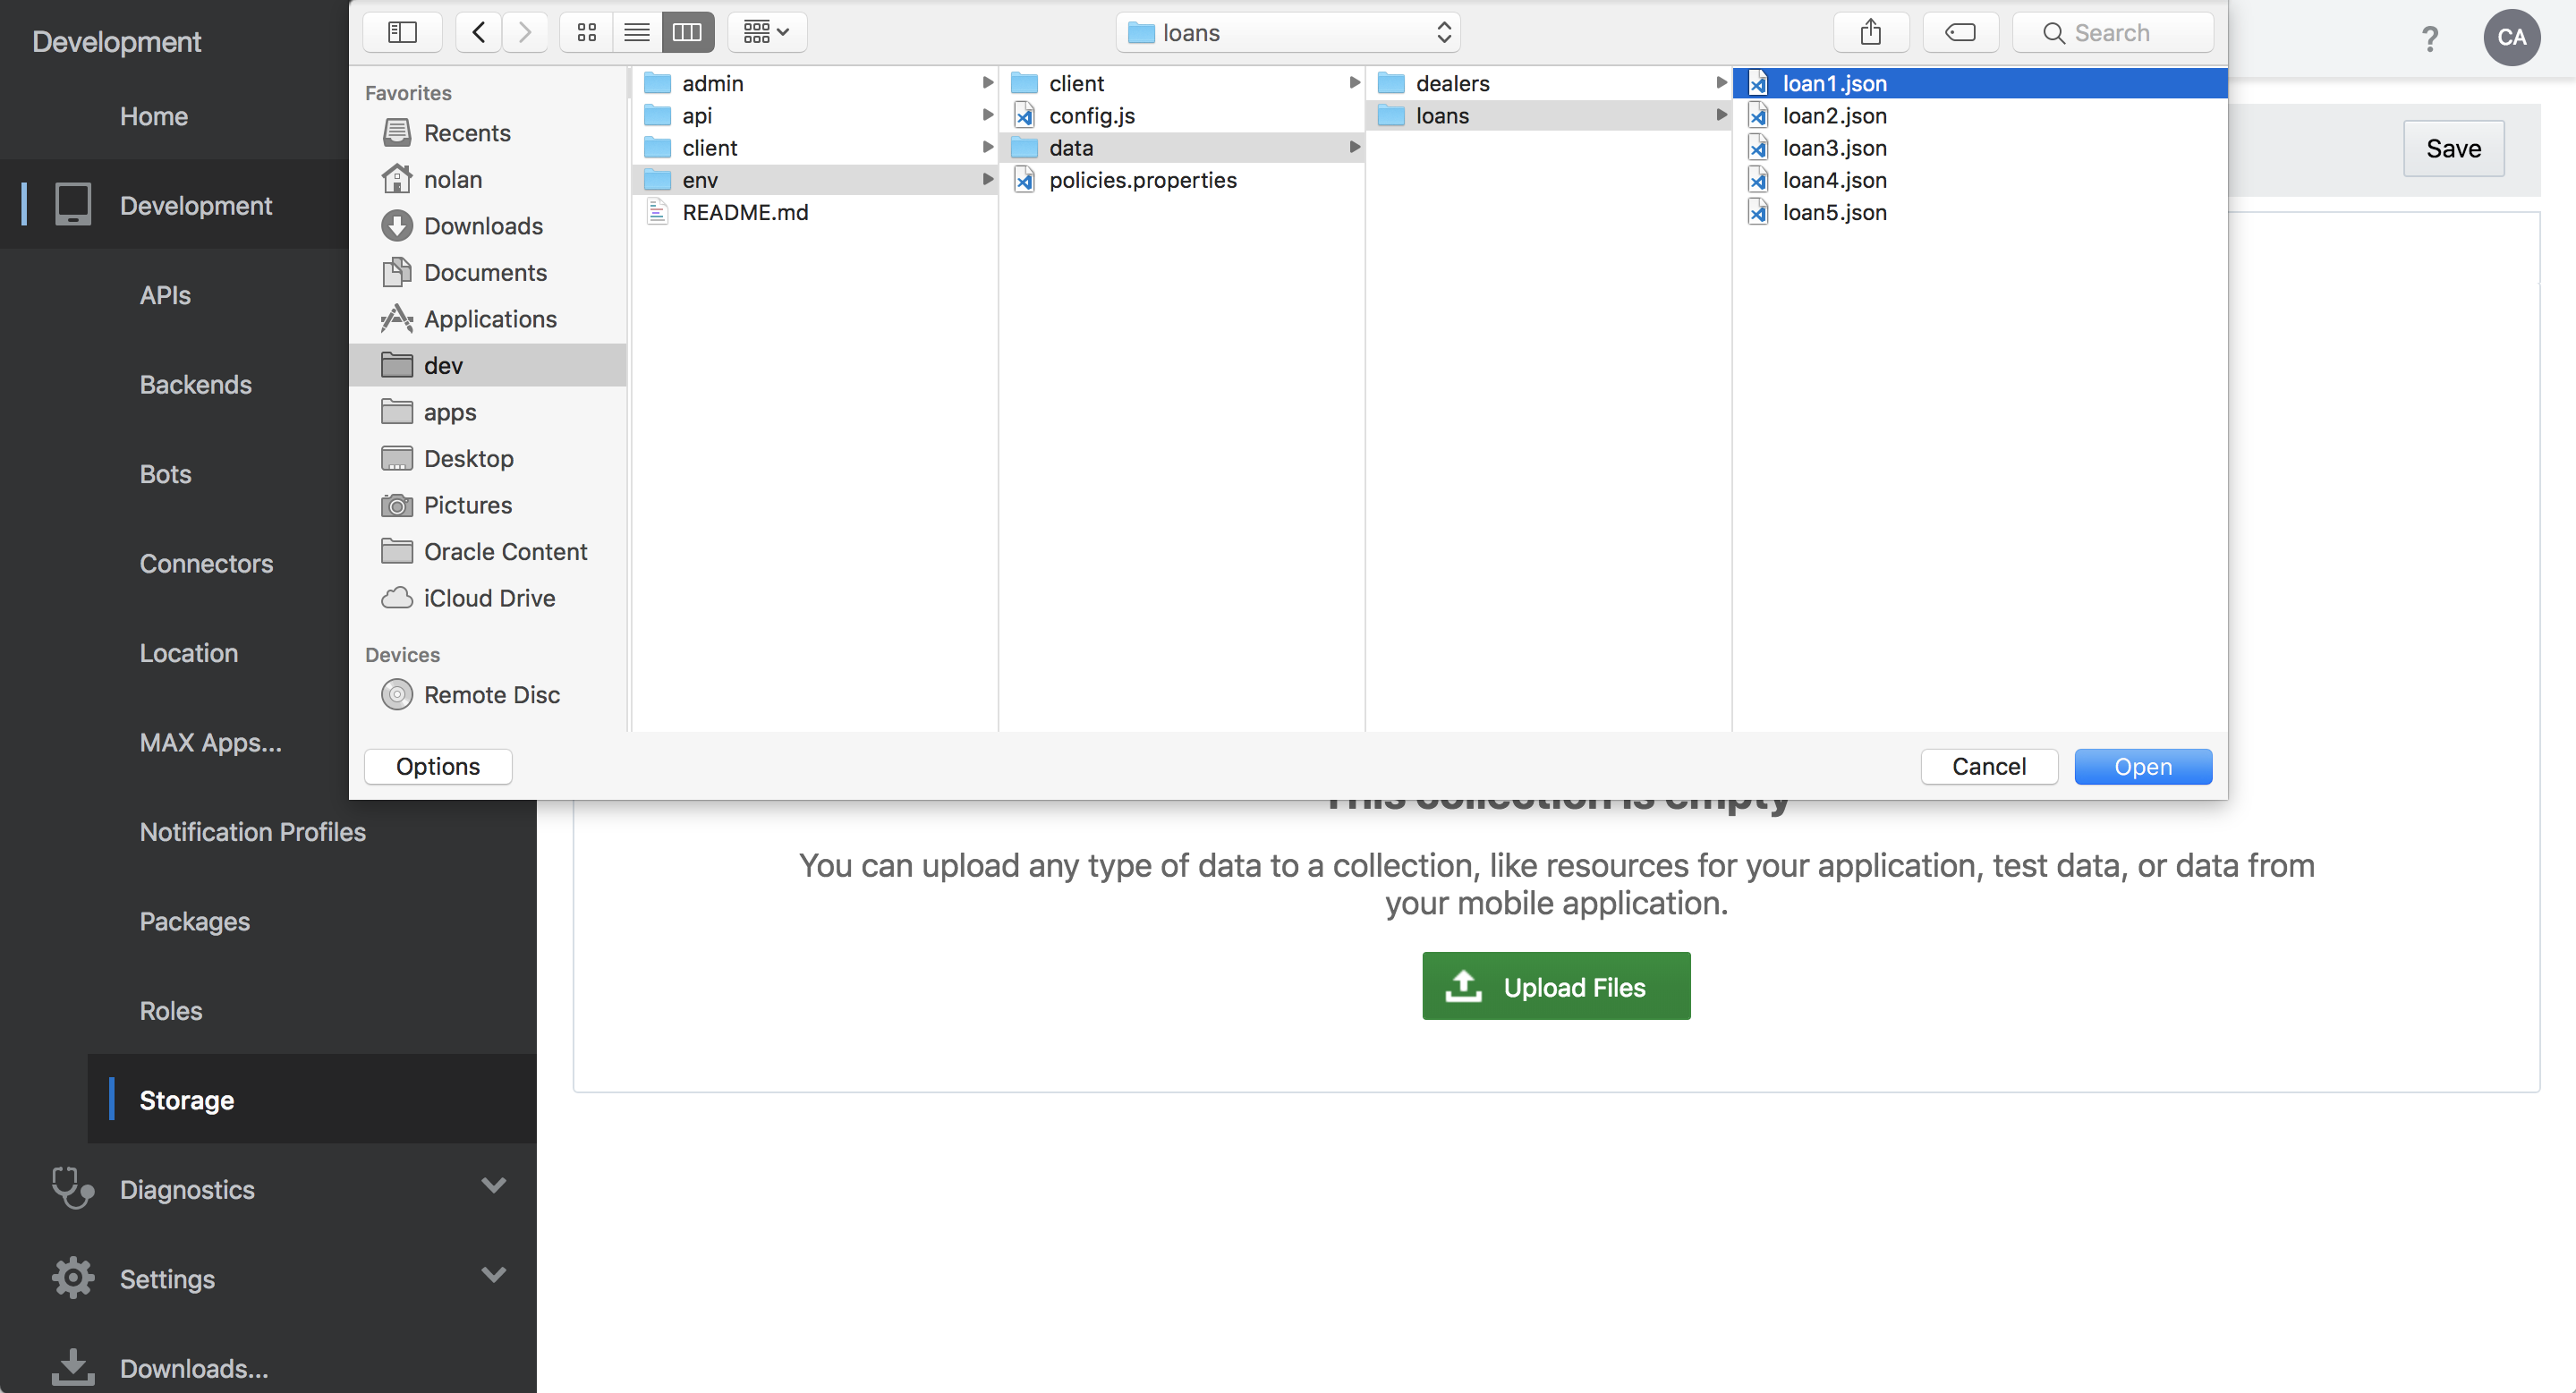 Development
Home
Development
APIs
Backends
Bots
Connectors
Location
MAX Apps...
Notification Profiles
Packages
Roles
Storage
Diagnostics
Settings
Downloads...
loans
Search
?
CA
Save
Favorites
Recents
nolan
Downloads
Documents
Applications
dev
apps
Desktop
Pictures
Oracle Content
iCloud Drive
Devices
Remote Disc
admin
api
client
env
README.md
client
config.js
data
policies.properties
dealers
loans
loan1.json
loan2.json
loan3.json
loan4.json
loan5.json
Options
Cancel
Open
This collection is empty
You can upload any type of data to a collection, like resources for your application, test data, or data from
your mobile application.
Upload Files